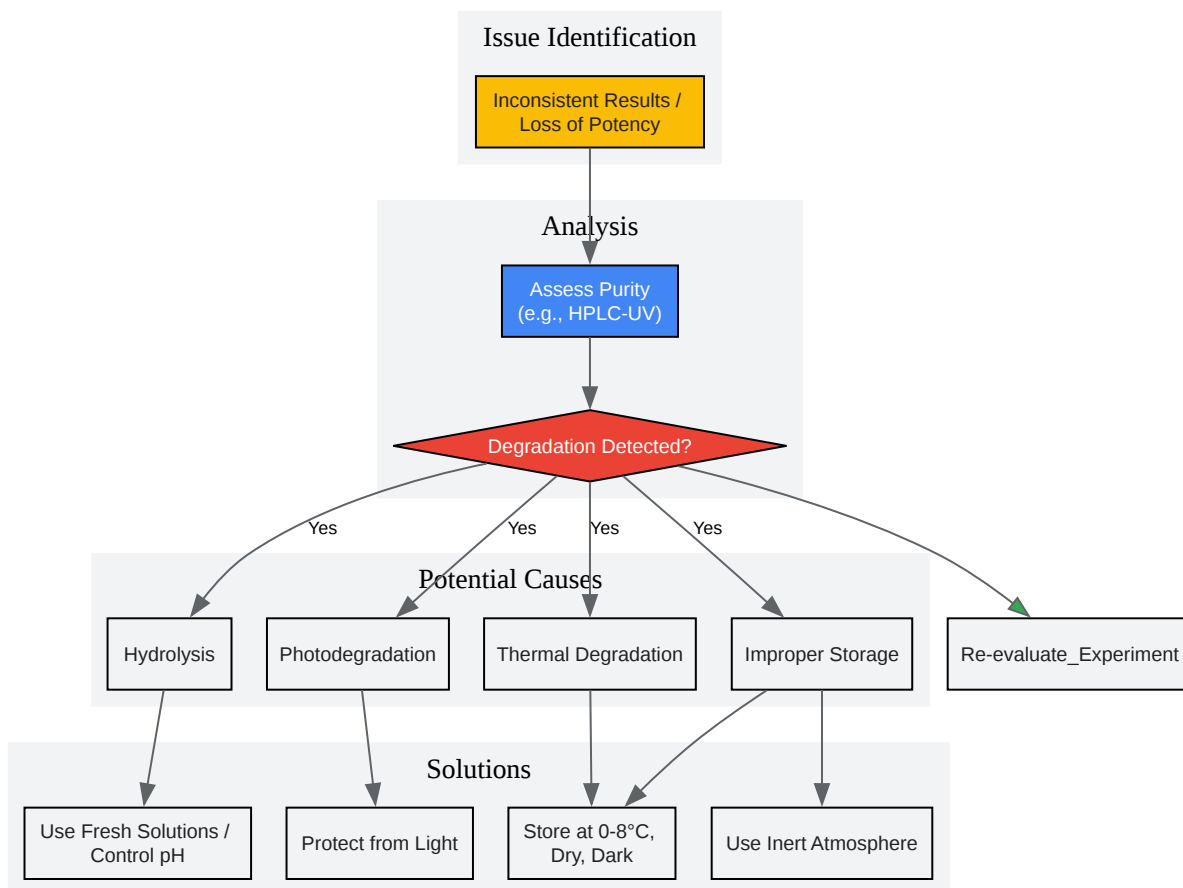 Issue Identification
Inconsistent Results /
Loss of Potency
Analysis
Assess Purity
(e.g., HPLC-UV)
Degradation Detected?
Yes
Yes
Yes
Yes
Potential Causes
Hydrolysis
Photodegradation
Thermal Degradation
Improper Storage
Re-evaluate_Experiment
Solutions
Use Fresh Solutions /
Control pH
Protect from Light
Store at 0-8°C,
Dry, Dark
Use Inert Atmosphere